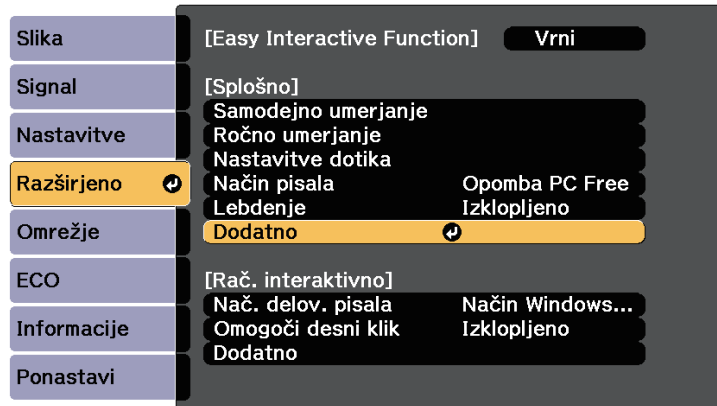 Slika
Signal
Nastavitve
Razširjeno
Omrežje
ECO
Informacije
Ponastavi
[Easy Interactive Function] Vrni
[Splošno]
Samodejno umerjanje
Ročno umerjanje
Nastavitve dotika
Način pisala Opomba PC Free
Lebdenje Izklopljeno
Dodatno
[Rač. interaktivno]
Nač. delov. pisala Način Windows...
Omogoči desni klik Izklopljeno
Dodatno